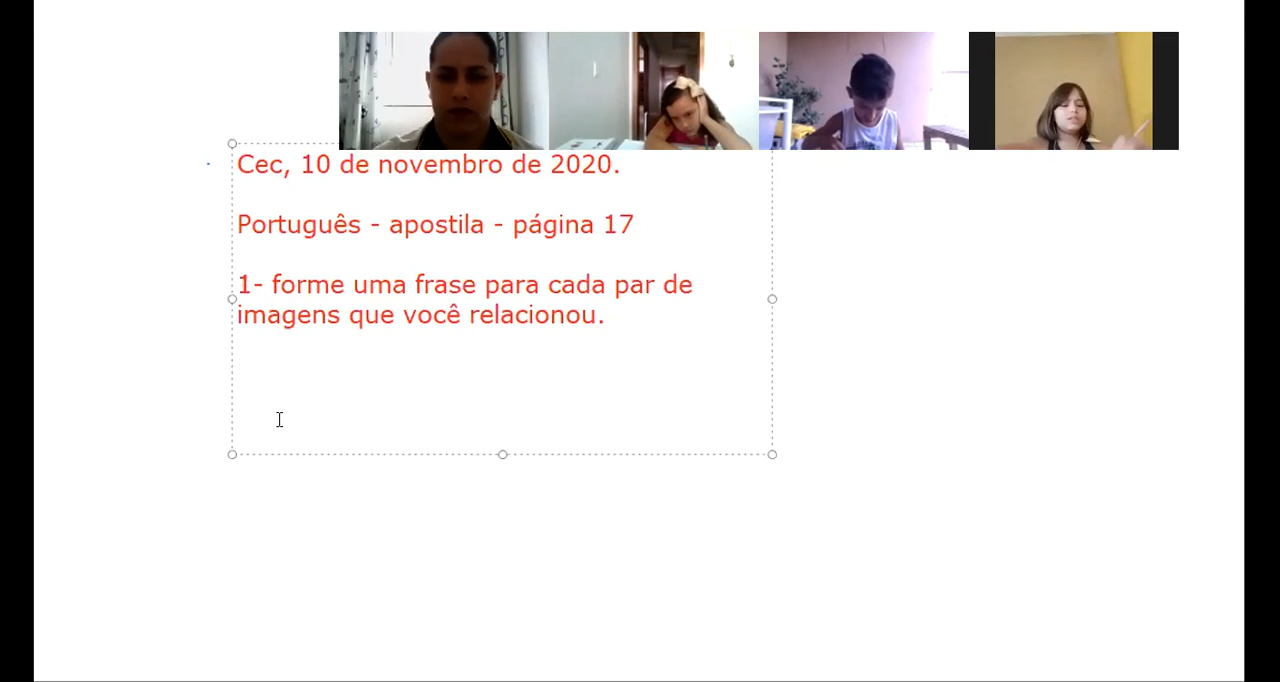 Cec, 10 de novembro de 2020.
Português - apostila - página 17
1- forme uma frase para cada par de
imagens que você relacionou.